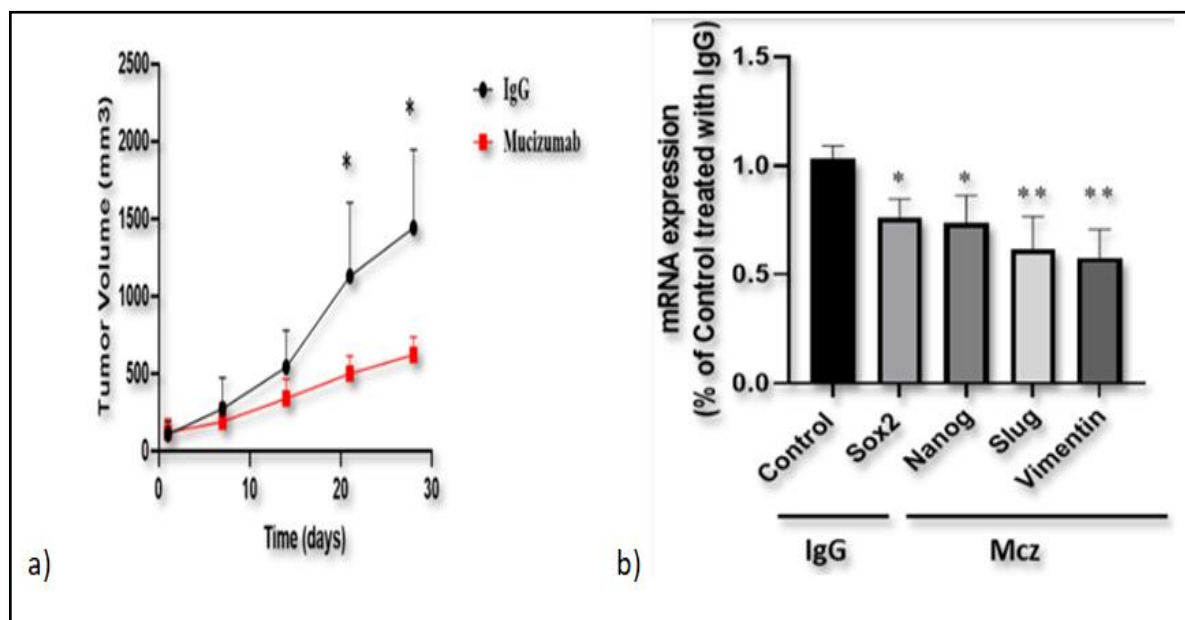 2500
2000
1500
1000
500
0
Tumor Volume (mm3)
0 10 20 30
Time (days)
IgG
Mucizumab
*
*
a)
1.5
1.0
0.5
0.0
mRNA expression
(% of Control treated with IgG)
* * ** **
Control Sox2 Nanog Slug Vimentin
IgG Mcz
b)